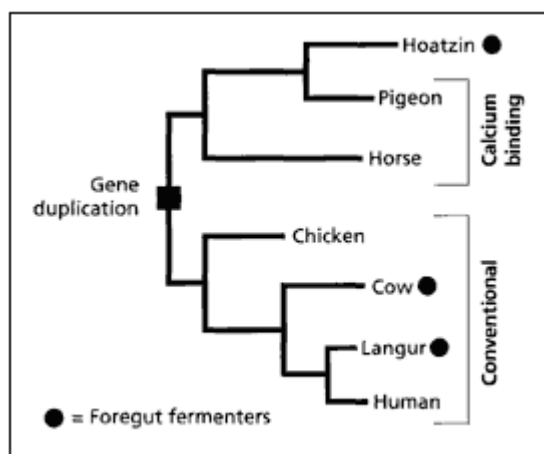 Hoatzin
Pigeon
Horse
Calcium
binding
Gene
duplication
Chicken
Cow
Langur
Human
Conventional
= Foregut fermenters